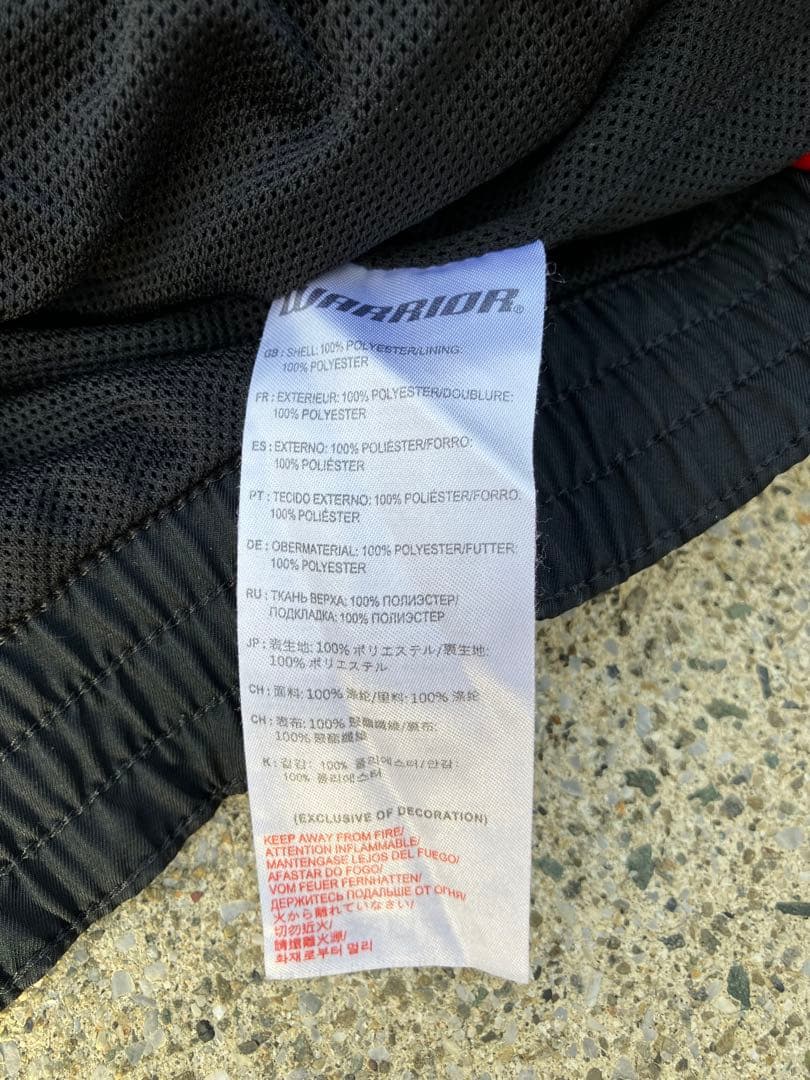 WARRIOR®
GB : SHELL: 100% POLYESTER/LINING:
100% POLYESTER
FR : EXTERIEUR: 100% POLYESTER/DOUBLURE:
100% POLYESTER
ES : EXTERNO: 100% POLIÉSTER/FORRO:
100% POLIÉSTER
PT : TECIDO EXTERNO: 100% POLIÉSTER/FORRO.
100% POLIÉSTER
DE : OBERMATERIAL: 100% POLYESTER/FUTTER:
100% POLYESTER
RU : ТКАНЬ ВЕРХА: 100% ПОЛИЭСТЕР/
ПОДКЛАДКА: 100% ПОЛИЭСТЕР
JP :表生地: 100% ポリエステル/裏生地:
100% ポリエステル
CH : 面料: 100% 涤纶/里料: 100% 涤纶
CH : 表布: 100% 聚酯纖維/裏布:
100% 聚酯纖維
K : 겉감: 100% 폴리에스터/안감:
100% 폴리에스터
(EXCLUSIVE OF DECORATION)
KEEP AWAY FROM FIRE/
ATTENTION INFLAMMABLE/
MANTENGASE LEJOS DEL FUEGO/
AFASTAR DO FOGO/
VOM FEUER FERNHATTEN/
ДЕРЖИТЕСЬ ПОДАЛЬШЕ ОТ ОГНЯ/
火から離れていなさい/
切勿近火/
請遠離火源/
화재로부터 멀리